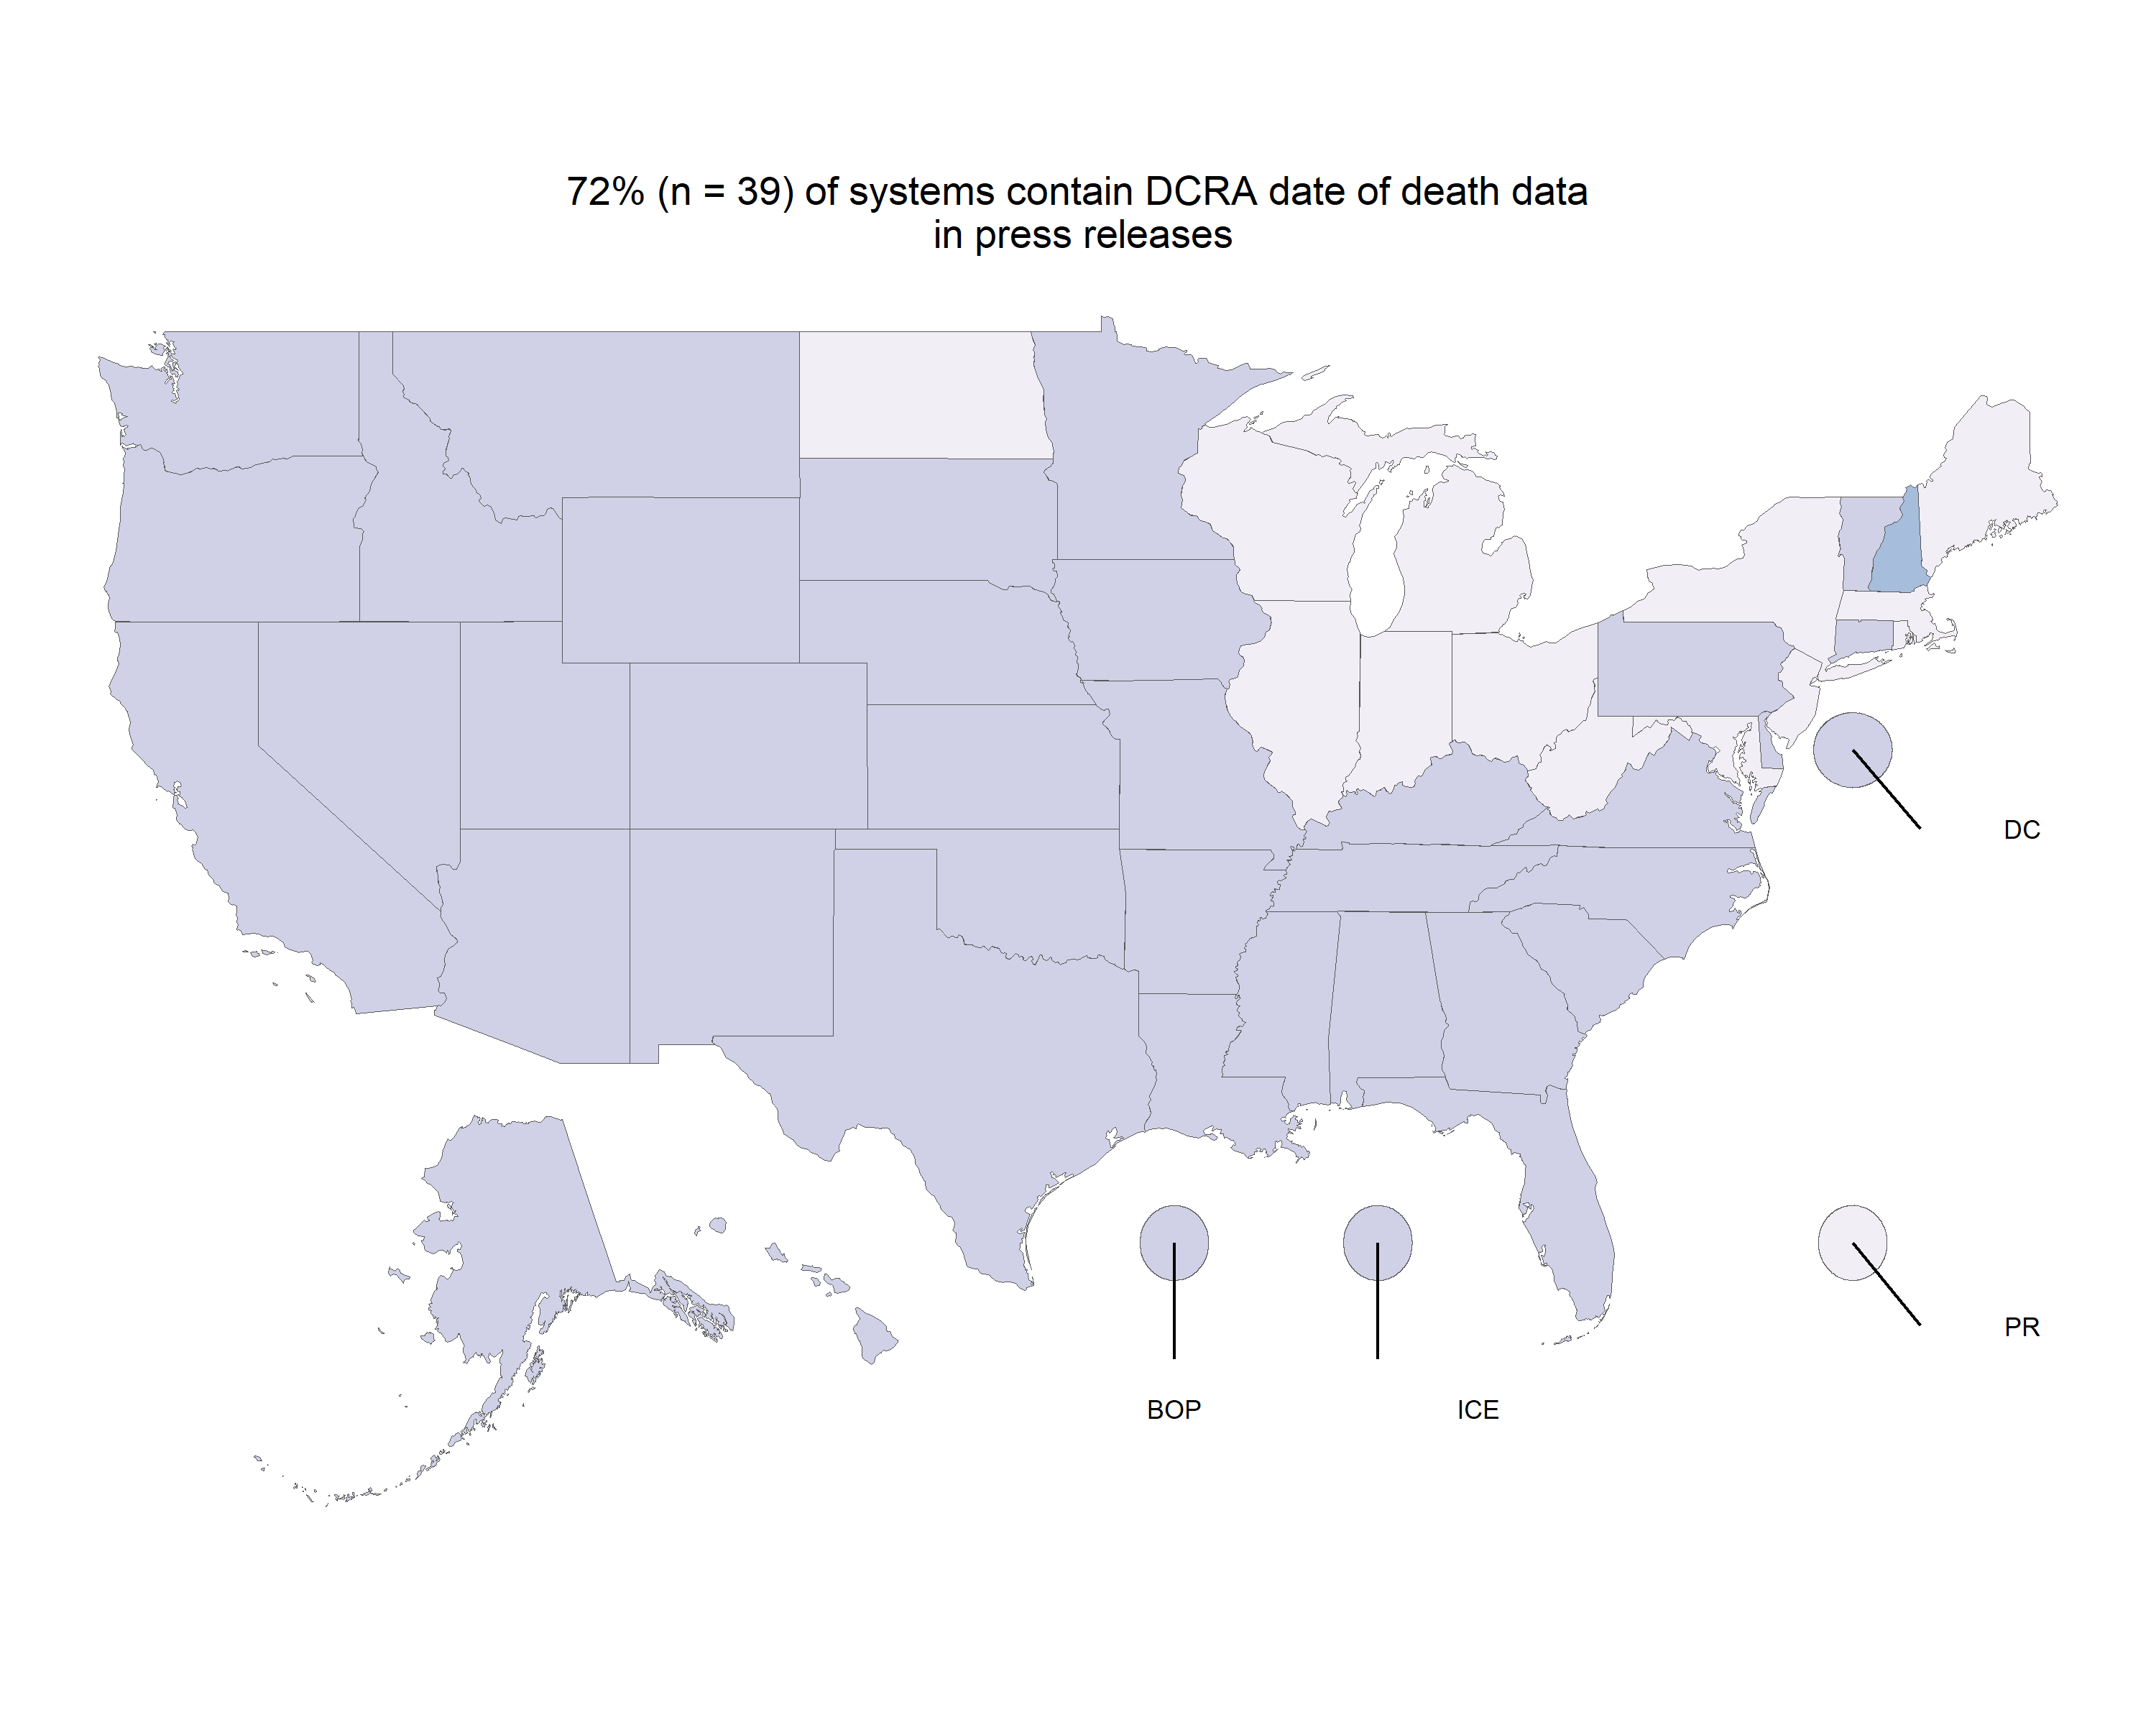 72% (n = 39) of systems contain DCRA date of death data
in press releases
DC
PR
BOP
ICE